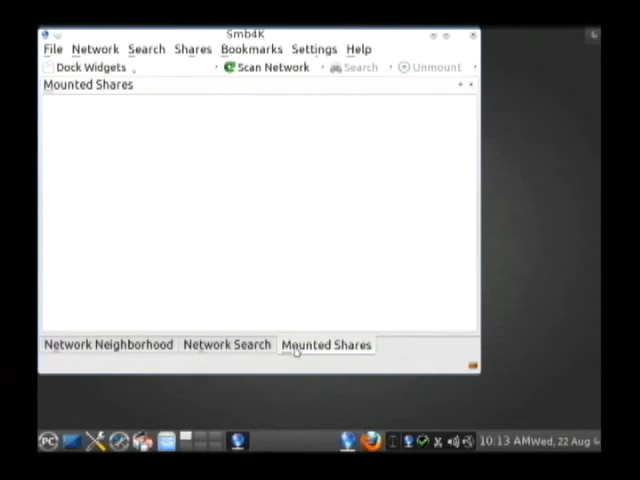 Smb4K
File Network Search Shares Bookmarks Settings Help
Dock Widgets Scan Network Search Unmount
Mounted Shares
Network Neighborhood Network Search Mounted Shares
PC 10:13 AM Wed, 22 Aug